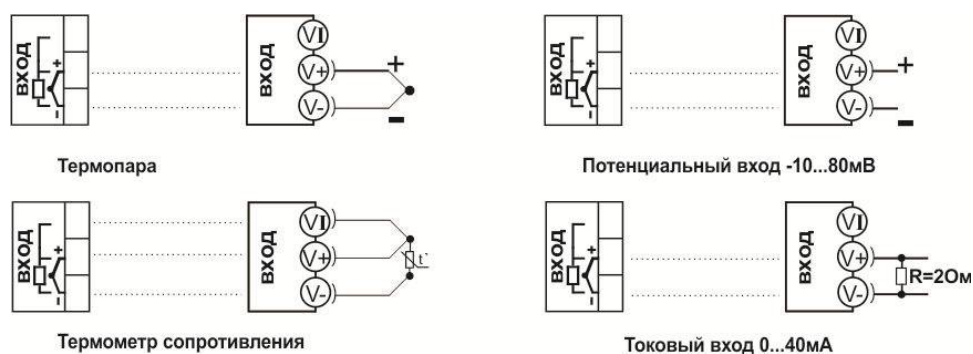 ВХОД
+
-
ВХОД
VI
V+
V-
+
-
Термопара
ВХОД
+
-
ВХОД
VI
V+
V-
+
-
Потенциальный вход -10...80мВ
ВХОД
+
-
ВХОД
VI
V+
V-
t°
Термометр сопротивления
ВХОД
+
-
ВХОД
VI
V+
V-
R=2Ом
Токовый вход 0...40мА